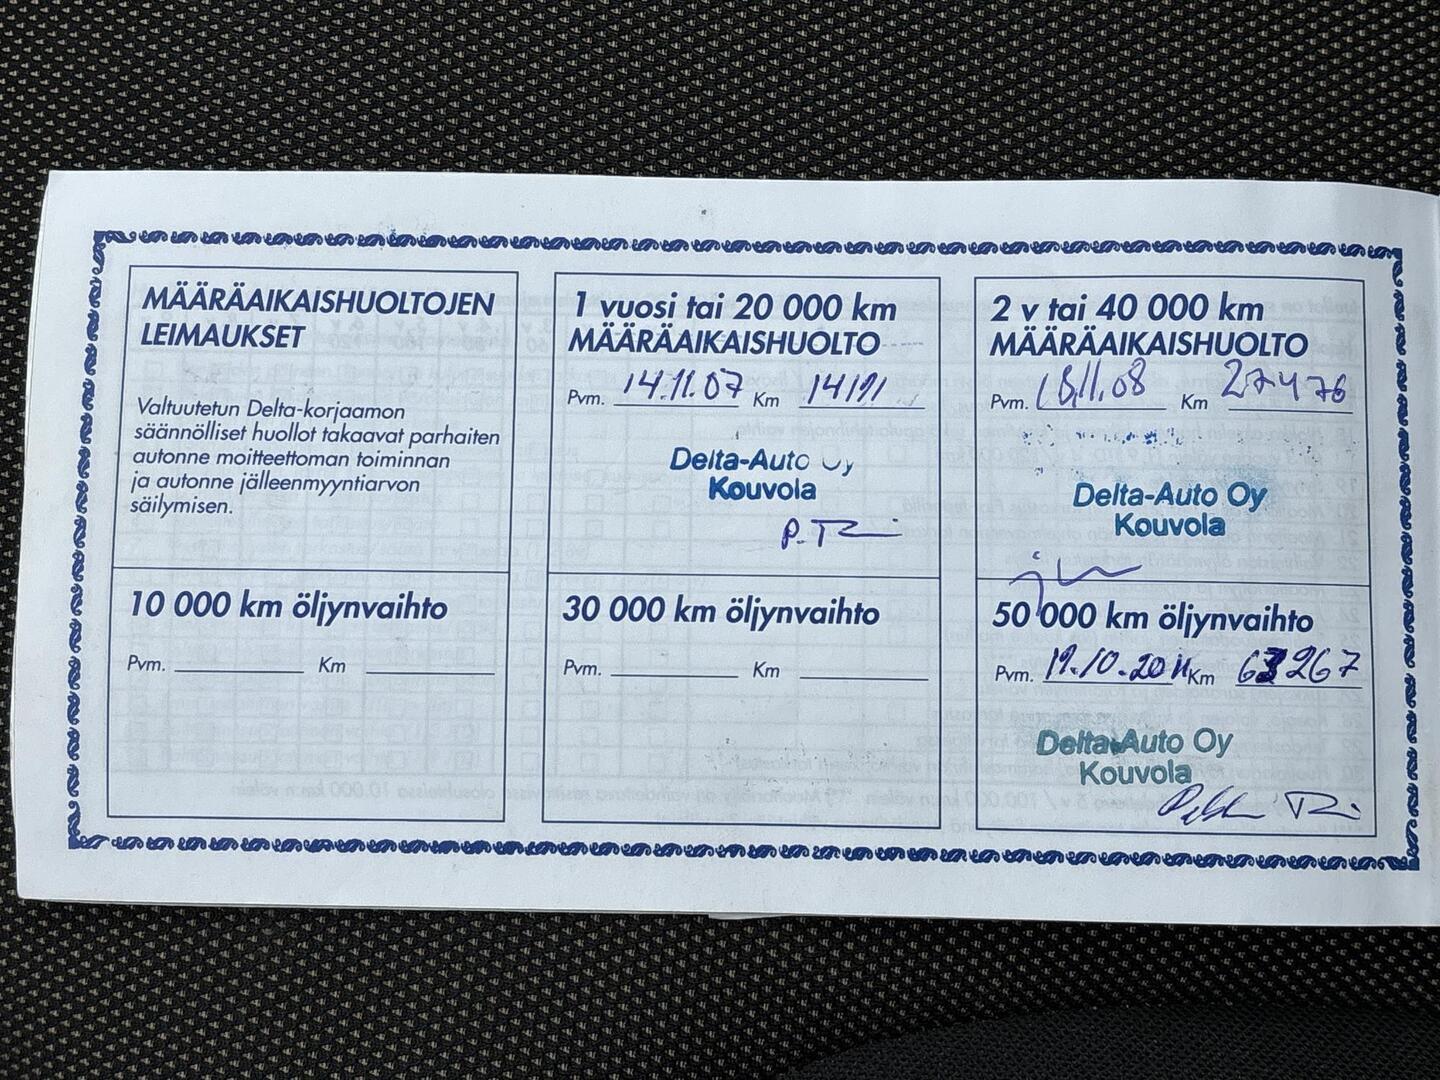 MÄÄRÄAIKAISHUOLTOJEN
LEIMAUKSET
Valtuutetun Delta-korjaamon
säännölliset huollot takaavat parhaiten
autonne moitteettoman toiminnan
ja autonne jälleenmyyntiarvon
säilymisen.
1 vuosi tai 20 000 km
MÄÄRÄAIKAISHUOLTO
Pvm. 14.11.07 Km
Delta-Auto Oy
Kouvola
2 v tai 40 000 km
MÄÄRÄAIKAISHUOLTO
Pvm. 18.11.08 Km 27476
Delta-Auto Oy
Kouvola
10 000 km öljynvaihto
Pvm. Km
30 000 km öljynvaihto
Pvm. Km
50 000 km öljynvaihto
Pvm. 19.10.2011 Km 63267
Delta-Auto Oy
Kouvola